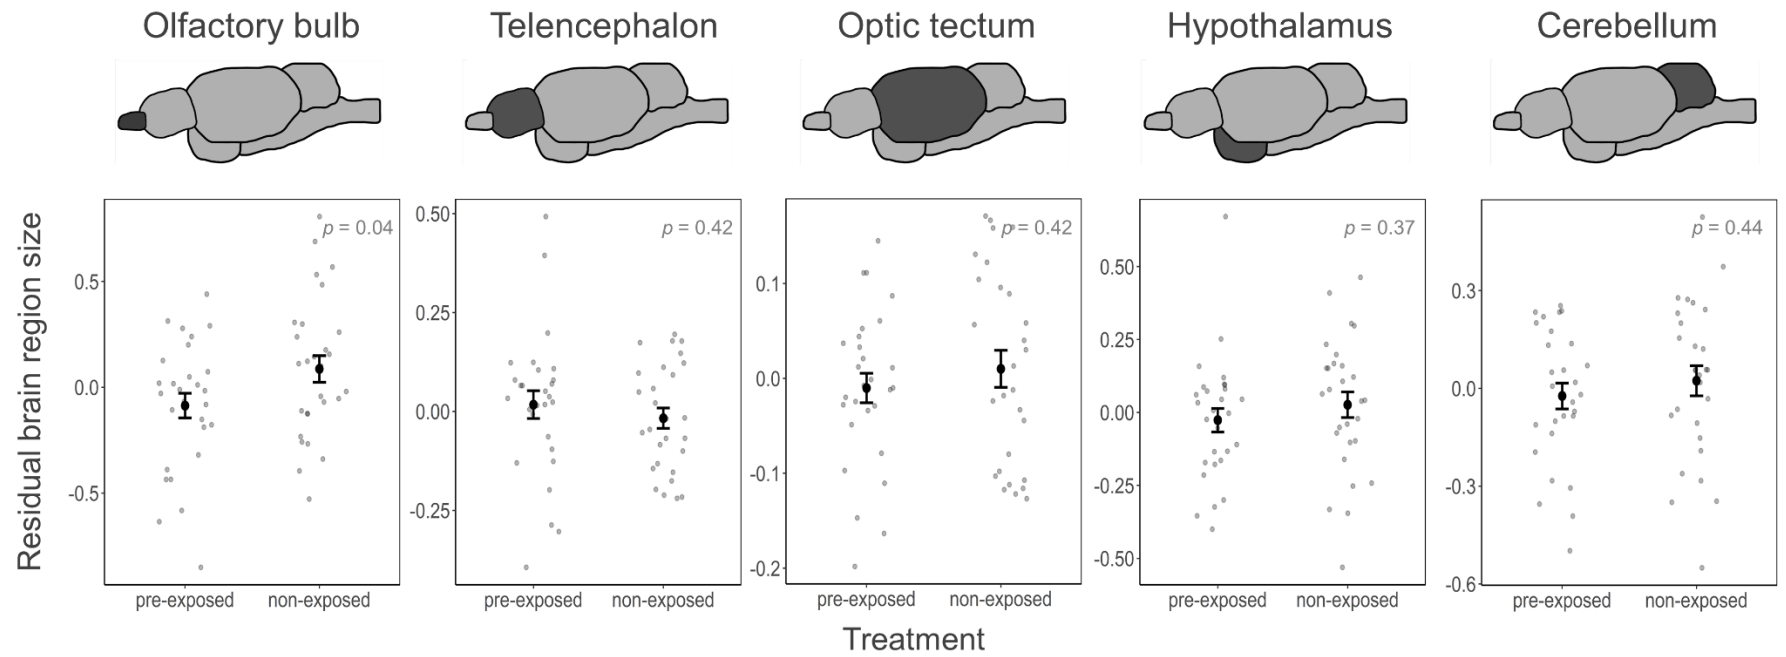 Olfactory bulb
Telencephalon
Optic tectum
Hypothalamus
Cerebellum
Residual brain region size
p = 0.04
0.5
0.0
-0.5
pre-exposed
non-exposed
p = 0.42
0.50
0.25
0.00
-0.25
pre-exposed
non-exposed
p = 0.42
0.1
0.0
-0.1
-0.2
pre-exposed
non-exposed
p = 0.37
0.50
0.25
0.00
-0.25
-0.50
pre-exposed
non-exposed
p = 0.44
0.3
0.0
-0.3
-0.6
pre-exposed
non-exposed
Treatment